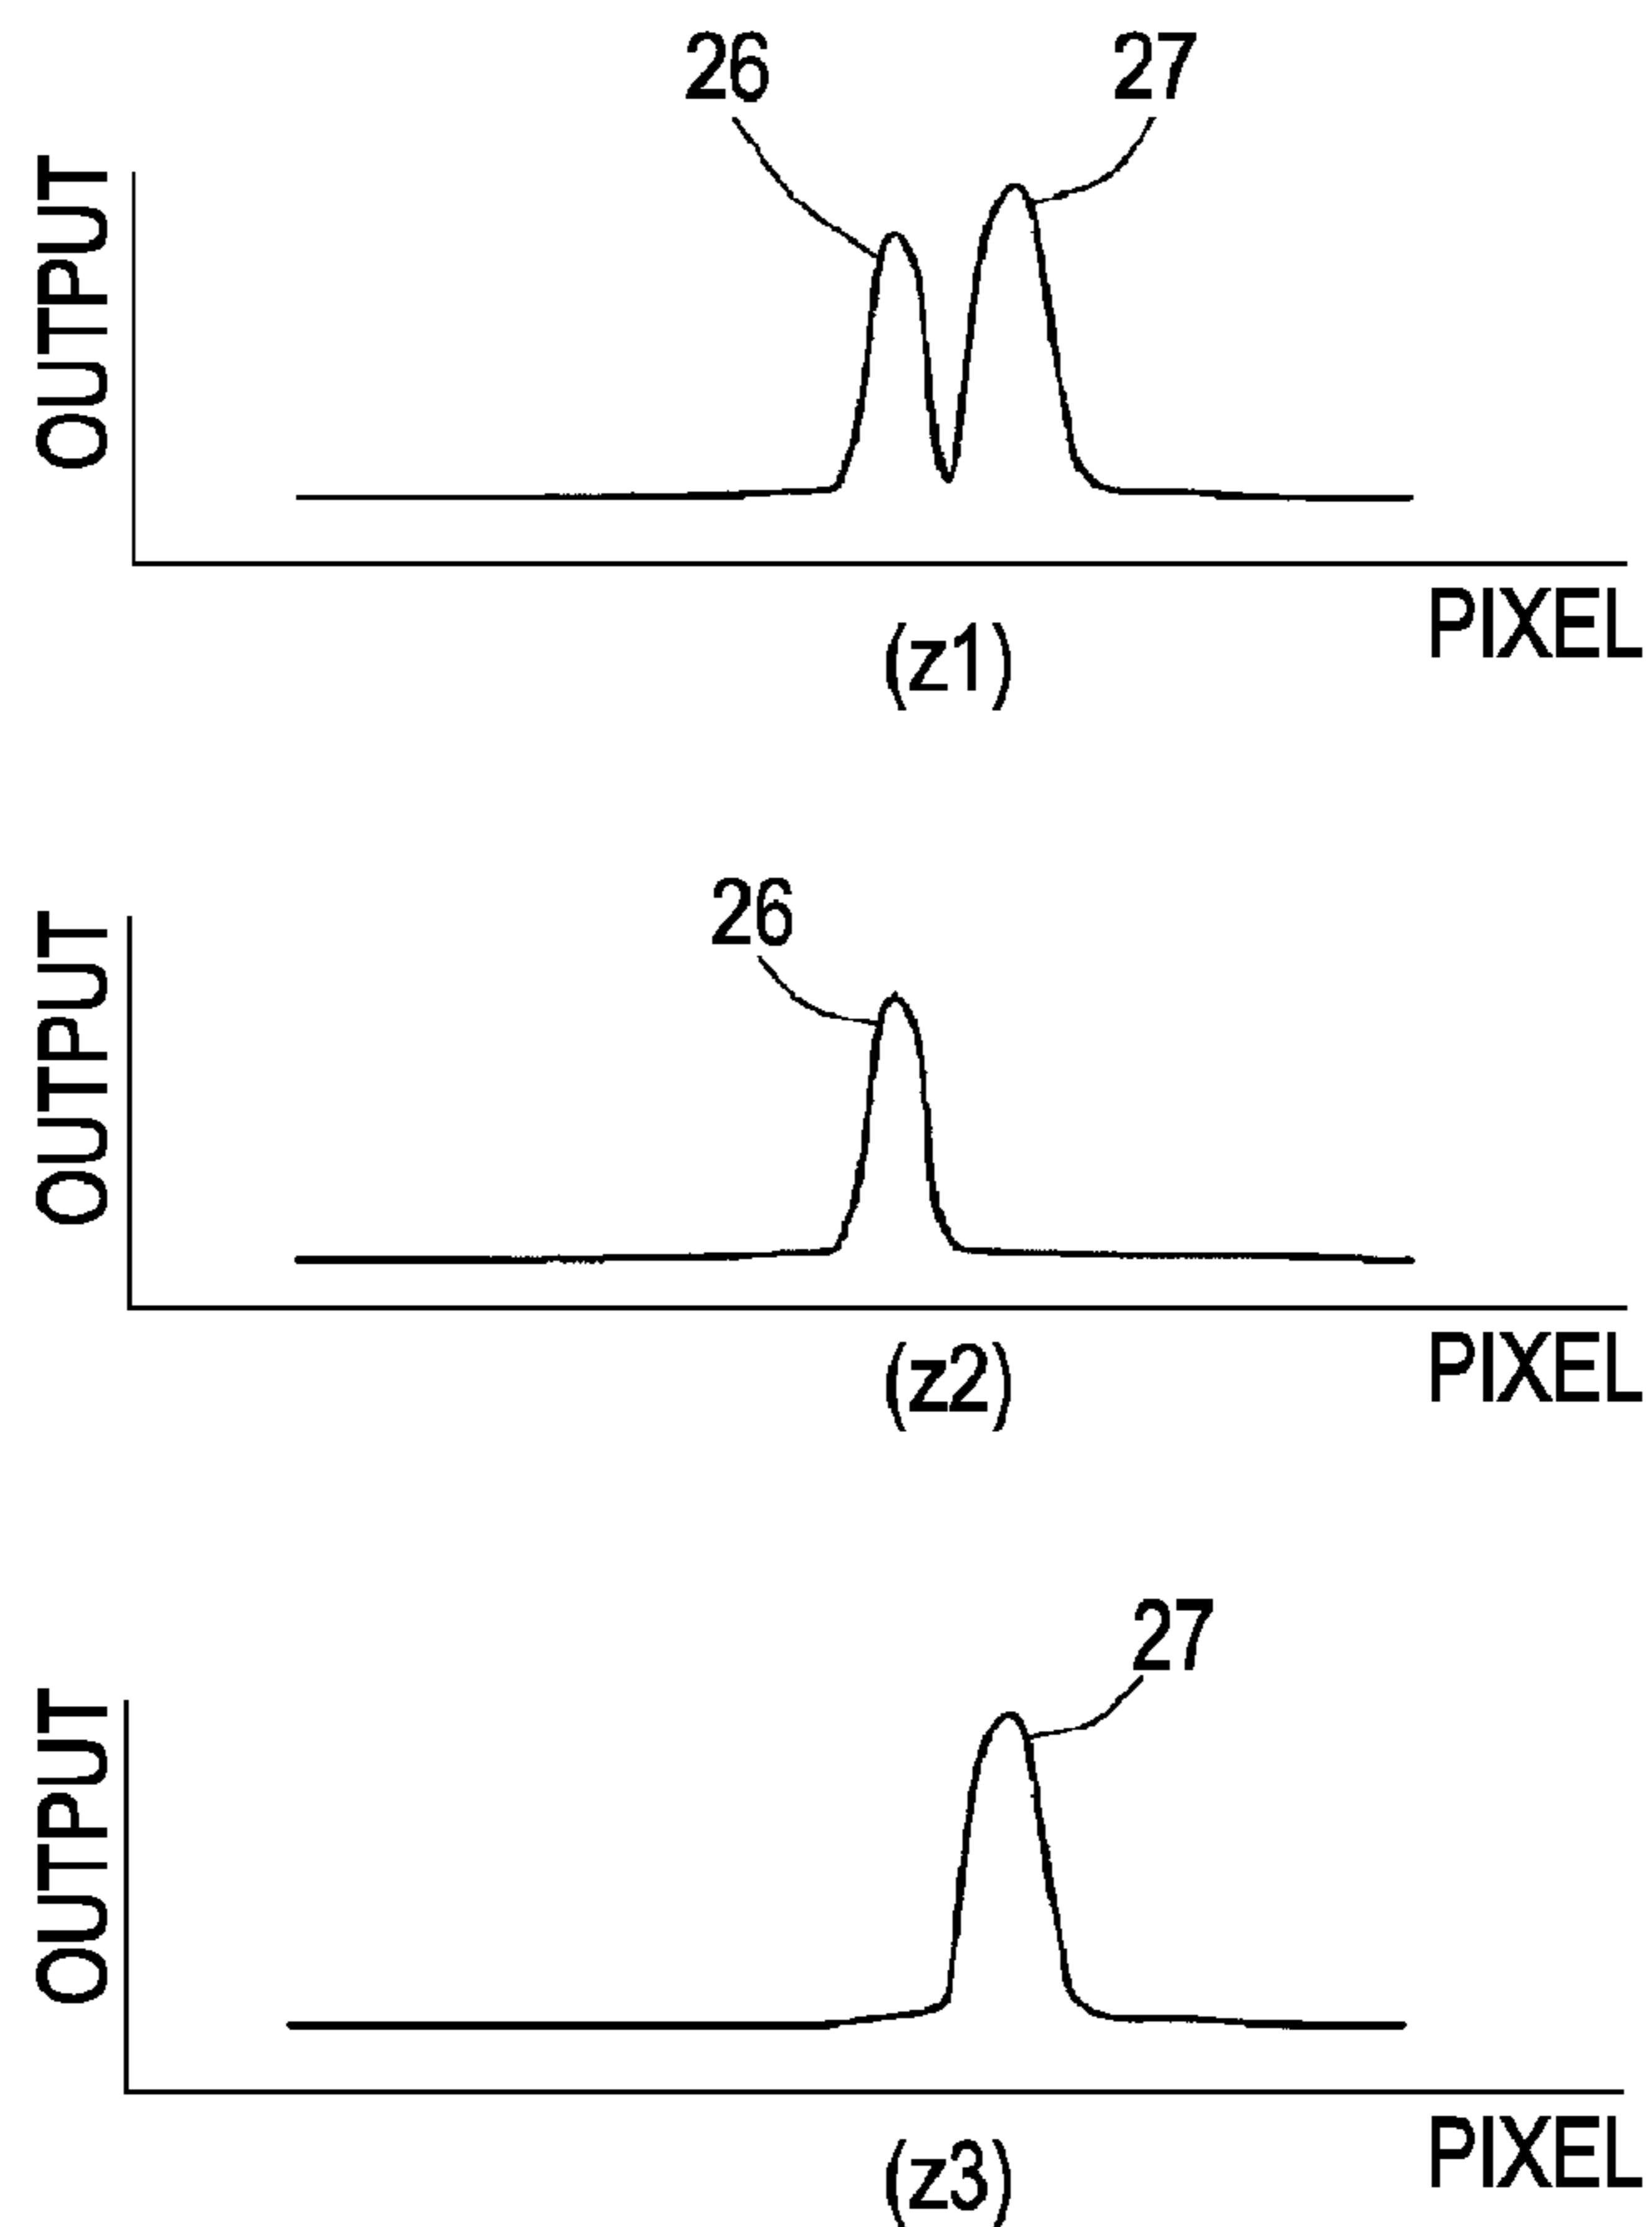 26
27
OUTPUT
PIXEL
(z1)
26
OUTPUT
PIXEL
(z2)
27
OUTPUT
PIXEL
(z3)